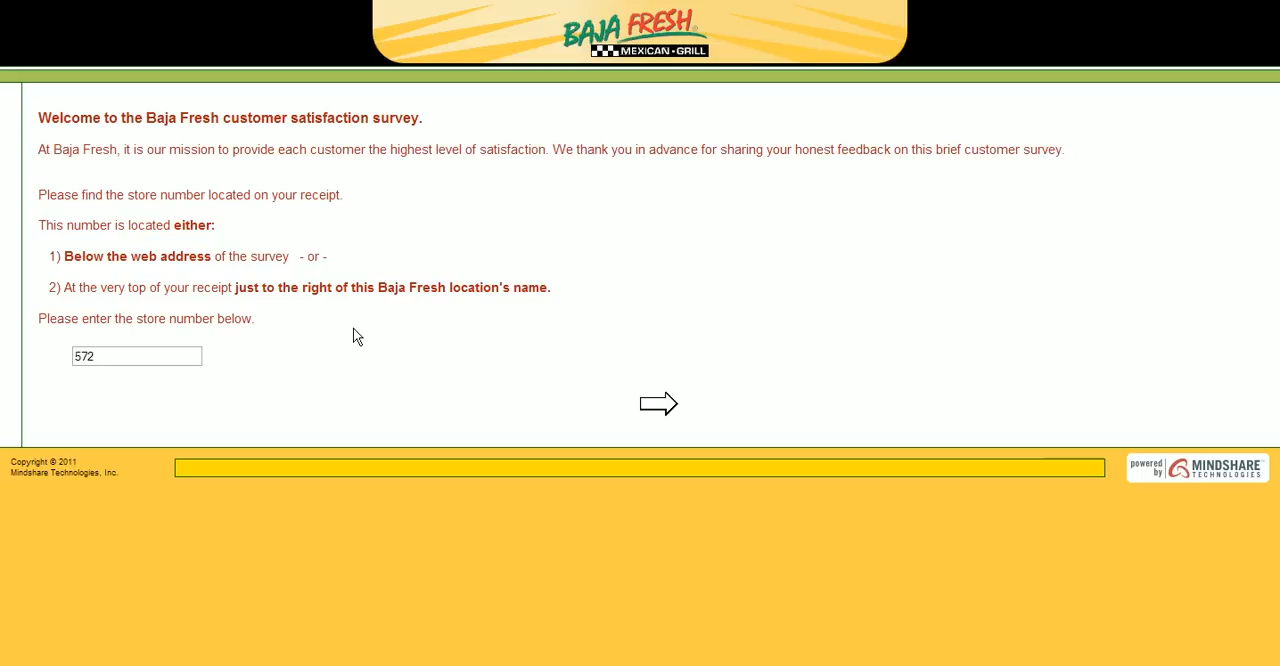 BAJA FRESH
MEXICAN • GRILL
Welcome to the Baja Fresh customer satisfaction survey.
At Baja Fresh, it is our mission to provide each customer the highest level of satisfaction. We thank you in advance for sharing your honest feedback on this brief customer survey.
Please find the store number located on your receipt.
This number is located either:
1) Below the web address of the survey - or -
2) At the very top of your receipt just to the right of this Baja Fresh location's name.
Please enter the store number below.
572
Copyright © 2011
Mindshare Technologies, Inc.
powered by MINDSHARE
TECHNOLOGIES